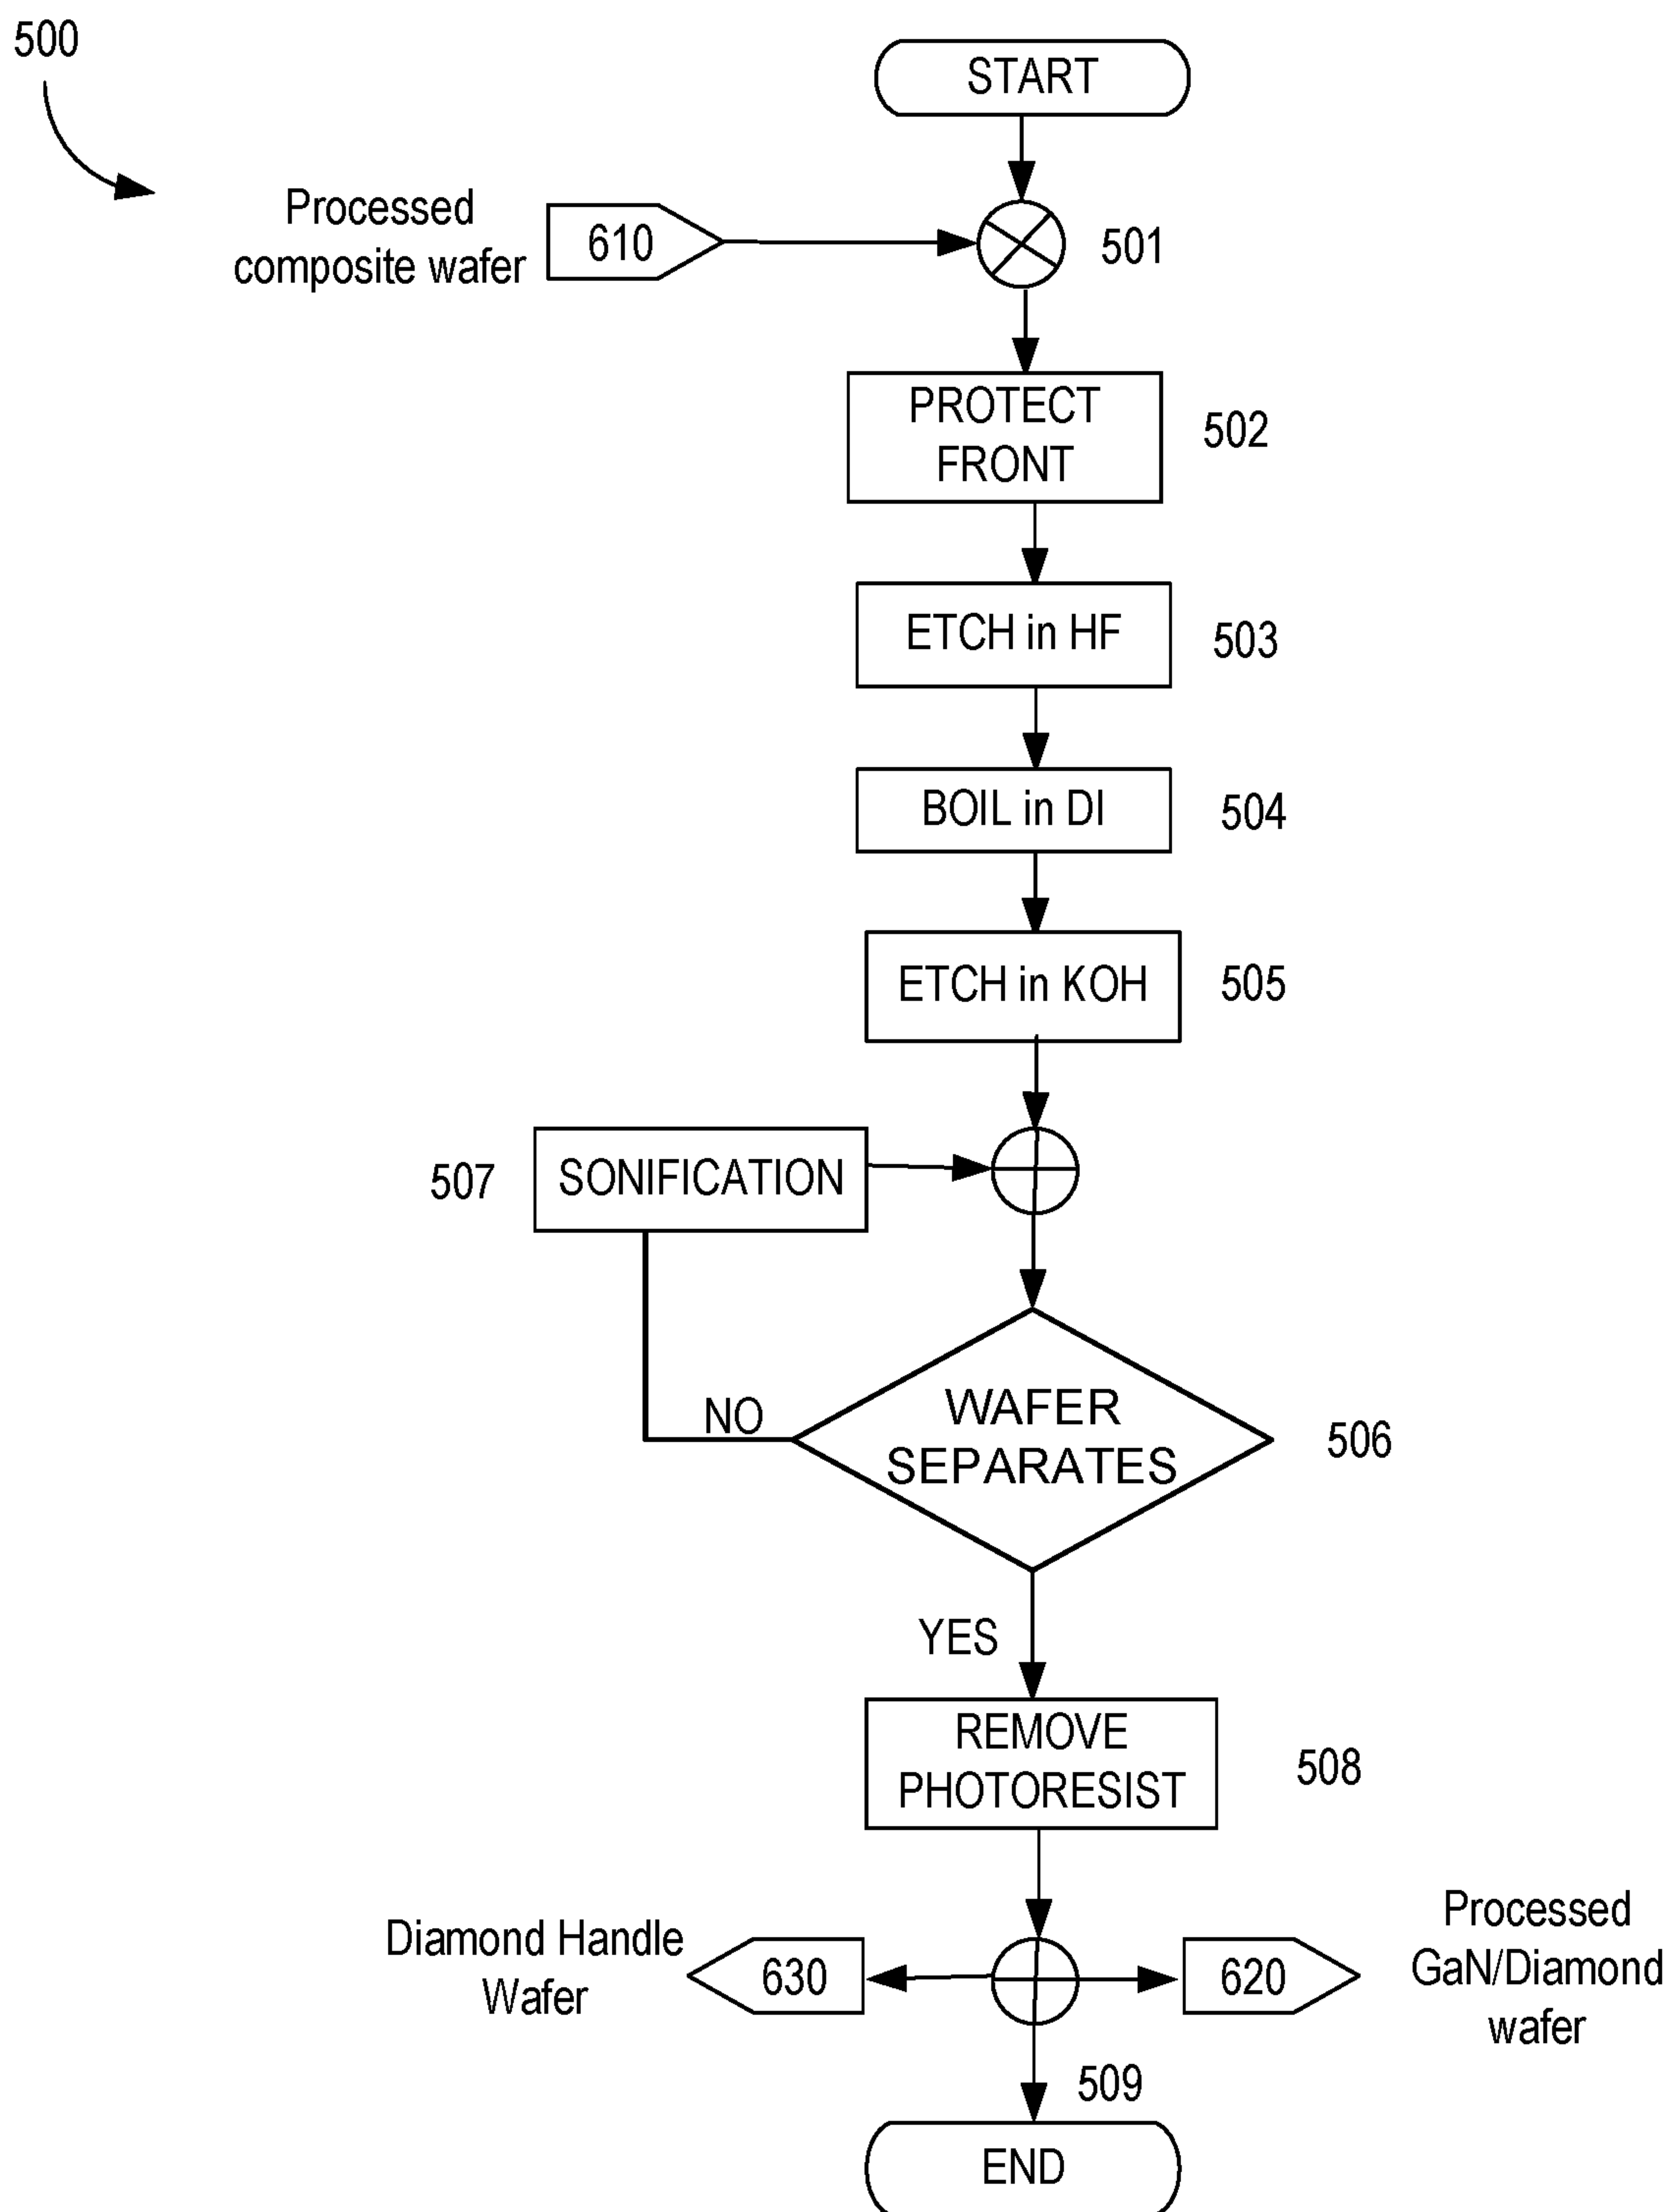 500
START
Processed
composite wafer
610
501
PROTECT
FRONT
502
ETCH in HF
503
BOIL in DI
504
ETCH in KOH
505
507
SONIFICATION
NO
WAFER
SEPARATES
506
YES
REMOVE
PHOTORESIST
508
Diamond Handle
Wafer
630
620
Processed
GaN/Diamond
wafer
509
END